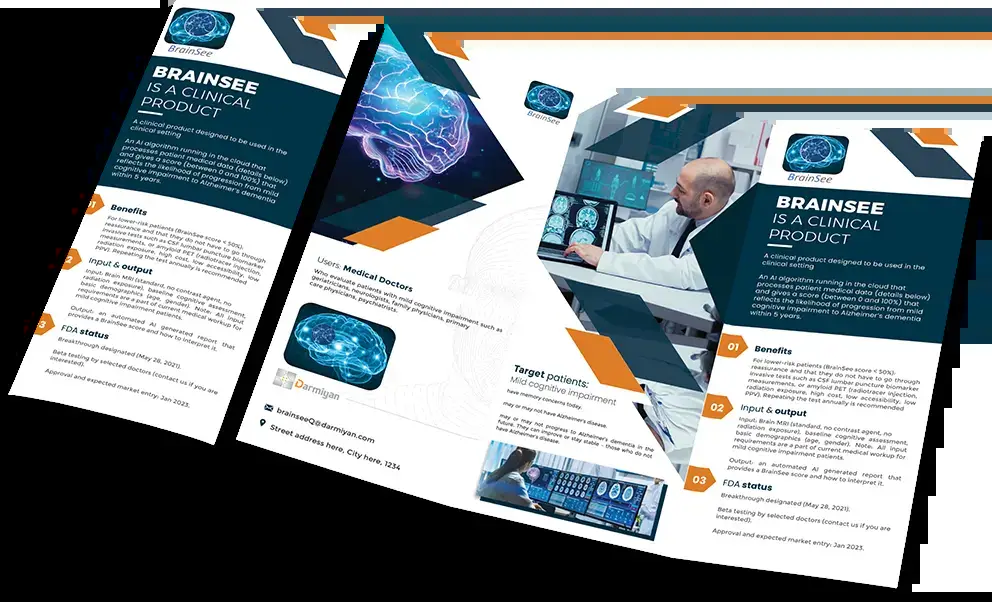 BrainSee
BRAINSEE
IS A CLINICAL
PRODUCT
A clinical product designed to be used in the
clinical setting
An AI algorithm running in the cloud that
processes patient medical data (details below)
and gives a score (between 0 and 100%) that
reflects the likelihood of progression from mild
cognitive impairment to Alzheimer's dementia
within 5 years.
Benefits
For lower-risk patients (BrainSee score < 50%).
reassurance and that they do not have to go through
invasive tests such as CSF lumbar puncture biomarker
measurements, or amyloid PET (radiotracer injection,
radiation exposure, high cost, low accessibility, low
PPV). Repeating the test annually is recommended
2
Input & output
Input: Brain MRI (standard, no contrast agent, no
radiation exposure), baseline cognitive assessment,
basic demographics (age, gender). Note: All input
requirements are a part of current medical workup for
mild cognitive impairment patients.
Output: an automated AI generated report that
provides a BrainSee score and how to interpret it.
3
FDA status
Breakthrough designated (May 28, 2021).
Beta testing by selected doctors (contact us if you are
interested).
Approval and expected market entry: Jan 2023.
Users: Medical Doctors
Who evaluate patients with mild cognitive impairment such as
geriatricians, neurologists, family physicians, primary
care physicians, psychiatrists.
Darmiyan
brainseeQ@darmiyan.com
Street address here, City here, 1234
BrainSee
Target patients:
Mild cognitive impairment
have memory concerns today.
may or may not have Alzheimer's disease.
may or may not progress to Alzheimer's dementia in the
future. They can improve or stay stable - those who do not
have Alzheimer's disease.
BrainSee
BRAINSEE
IS A CLINICAL
PRODUCT
A clinical product designed to be used in the
clinical setting
An AI algorithm running in the cloud that
processes patient medical data (details below)
and gives a score (between 0 and 100%) that
reflects the likelihood of progression from mild
cognitive impairment to Alzheimer's dementia
within 5 years.
01
Benefits
For lower-risk patients (BrainSee score < 50%).
reassurance and that they do not have to go through
invasive tests such as CSF lumbar puncture biomarker
measurements, or amyloid PET (radiotracer injection,
radiation exposure, high cost, low accessibility, low
PPV). Repeating the test annually is recommended
02
Input & output
Input: Brain MRI (standard, no contrast agent, no
radiation exposure), baseline cognitive assessment,
basic demographics (age, gender). Note: All input
requirements are a part of current medical workup for
mild cognitive impairment patients.
Output: an automated AI generated report that
provides a BrainSee score and how to interpret it.
03
FDA status
Breakthrough designated (May 28, 2021).
Beta testing by selected doctors (contact us if you are
interested).
Approval and expected market entry: Jan 2023.